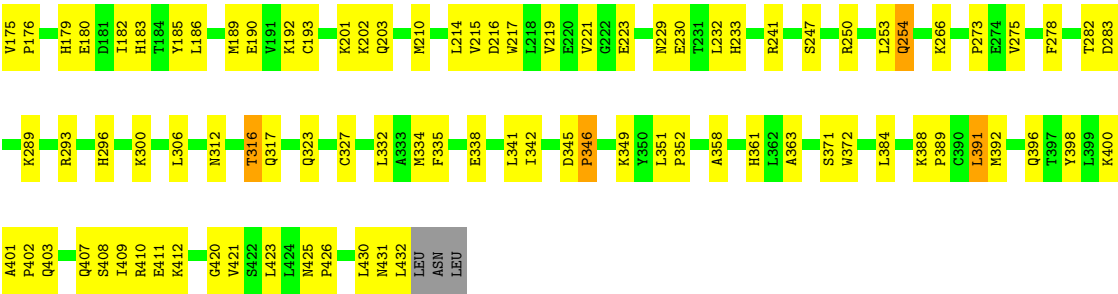 V175 P176 H179 E180 D181 I182 H183 T184 Y185 L186 M189 E190 V191 K192 C193 K201 K202 Q203 M210 L214 V215 D216 W217 L218 V219 E220 V221 G222 E223 N229 E230 T231 L232 H233 R241 S247 R250 L253 Q254 K266 P273 E274 V275 F278 T282 D283
K289 R293 H296 K300 L306 N312 T316 Q317 Q323 C327 L332 A333 M334 F335 E338 L341 I342 D345 P346 K349 Y350 L351 P352 A358 H361 L362 A363 S371 W372 L384 K388 P389 C390 L391 M392 Q396 T397 Y398 L399 K400
A401 P402 Q403 Q407 S408 I409 R410 E411 K412 G420 V421 S422 L423 L424 N425 P426 L430 N431 L432 LEU ASN LEU